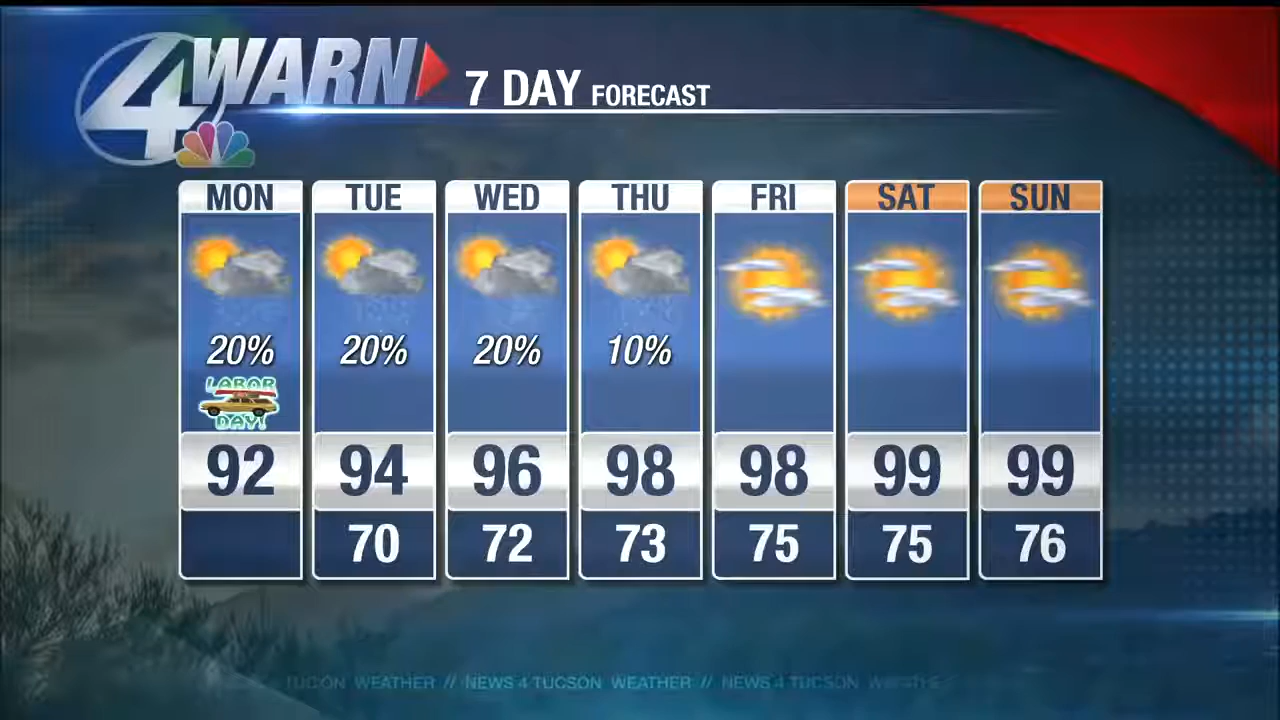 4WARN
7 DAY FORECAST
MON TUE WED THU FRI SAT SUN
20% 20% 20% 10%
LABOR
DAY!
92 94 96 98 98 99 99
70 72 73 75 75 76
WEATHER // NEWS 4 TUCSON WEATHER // NEWS 4 TUCSON